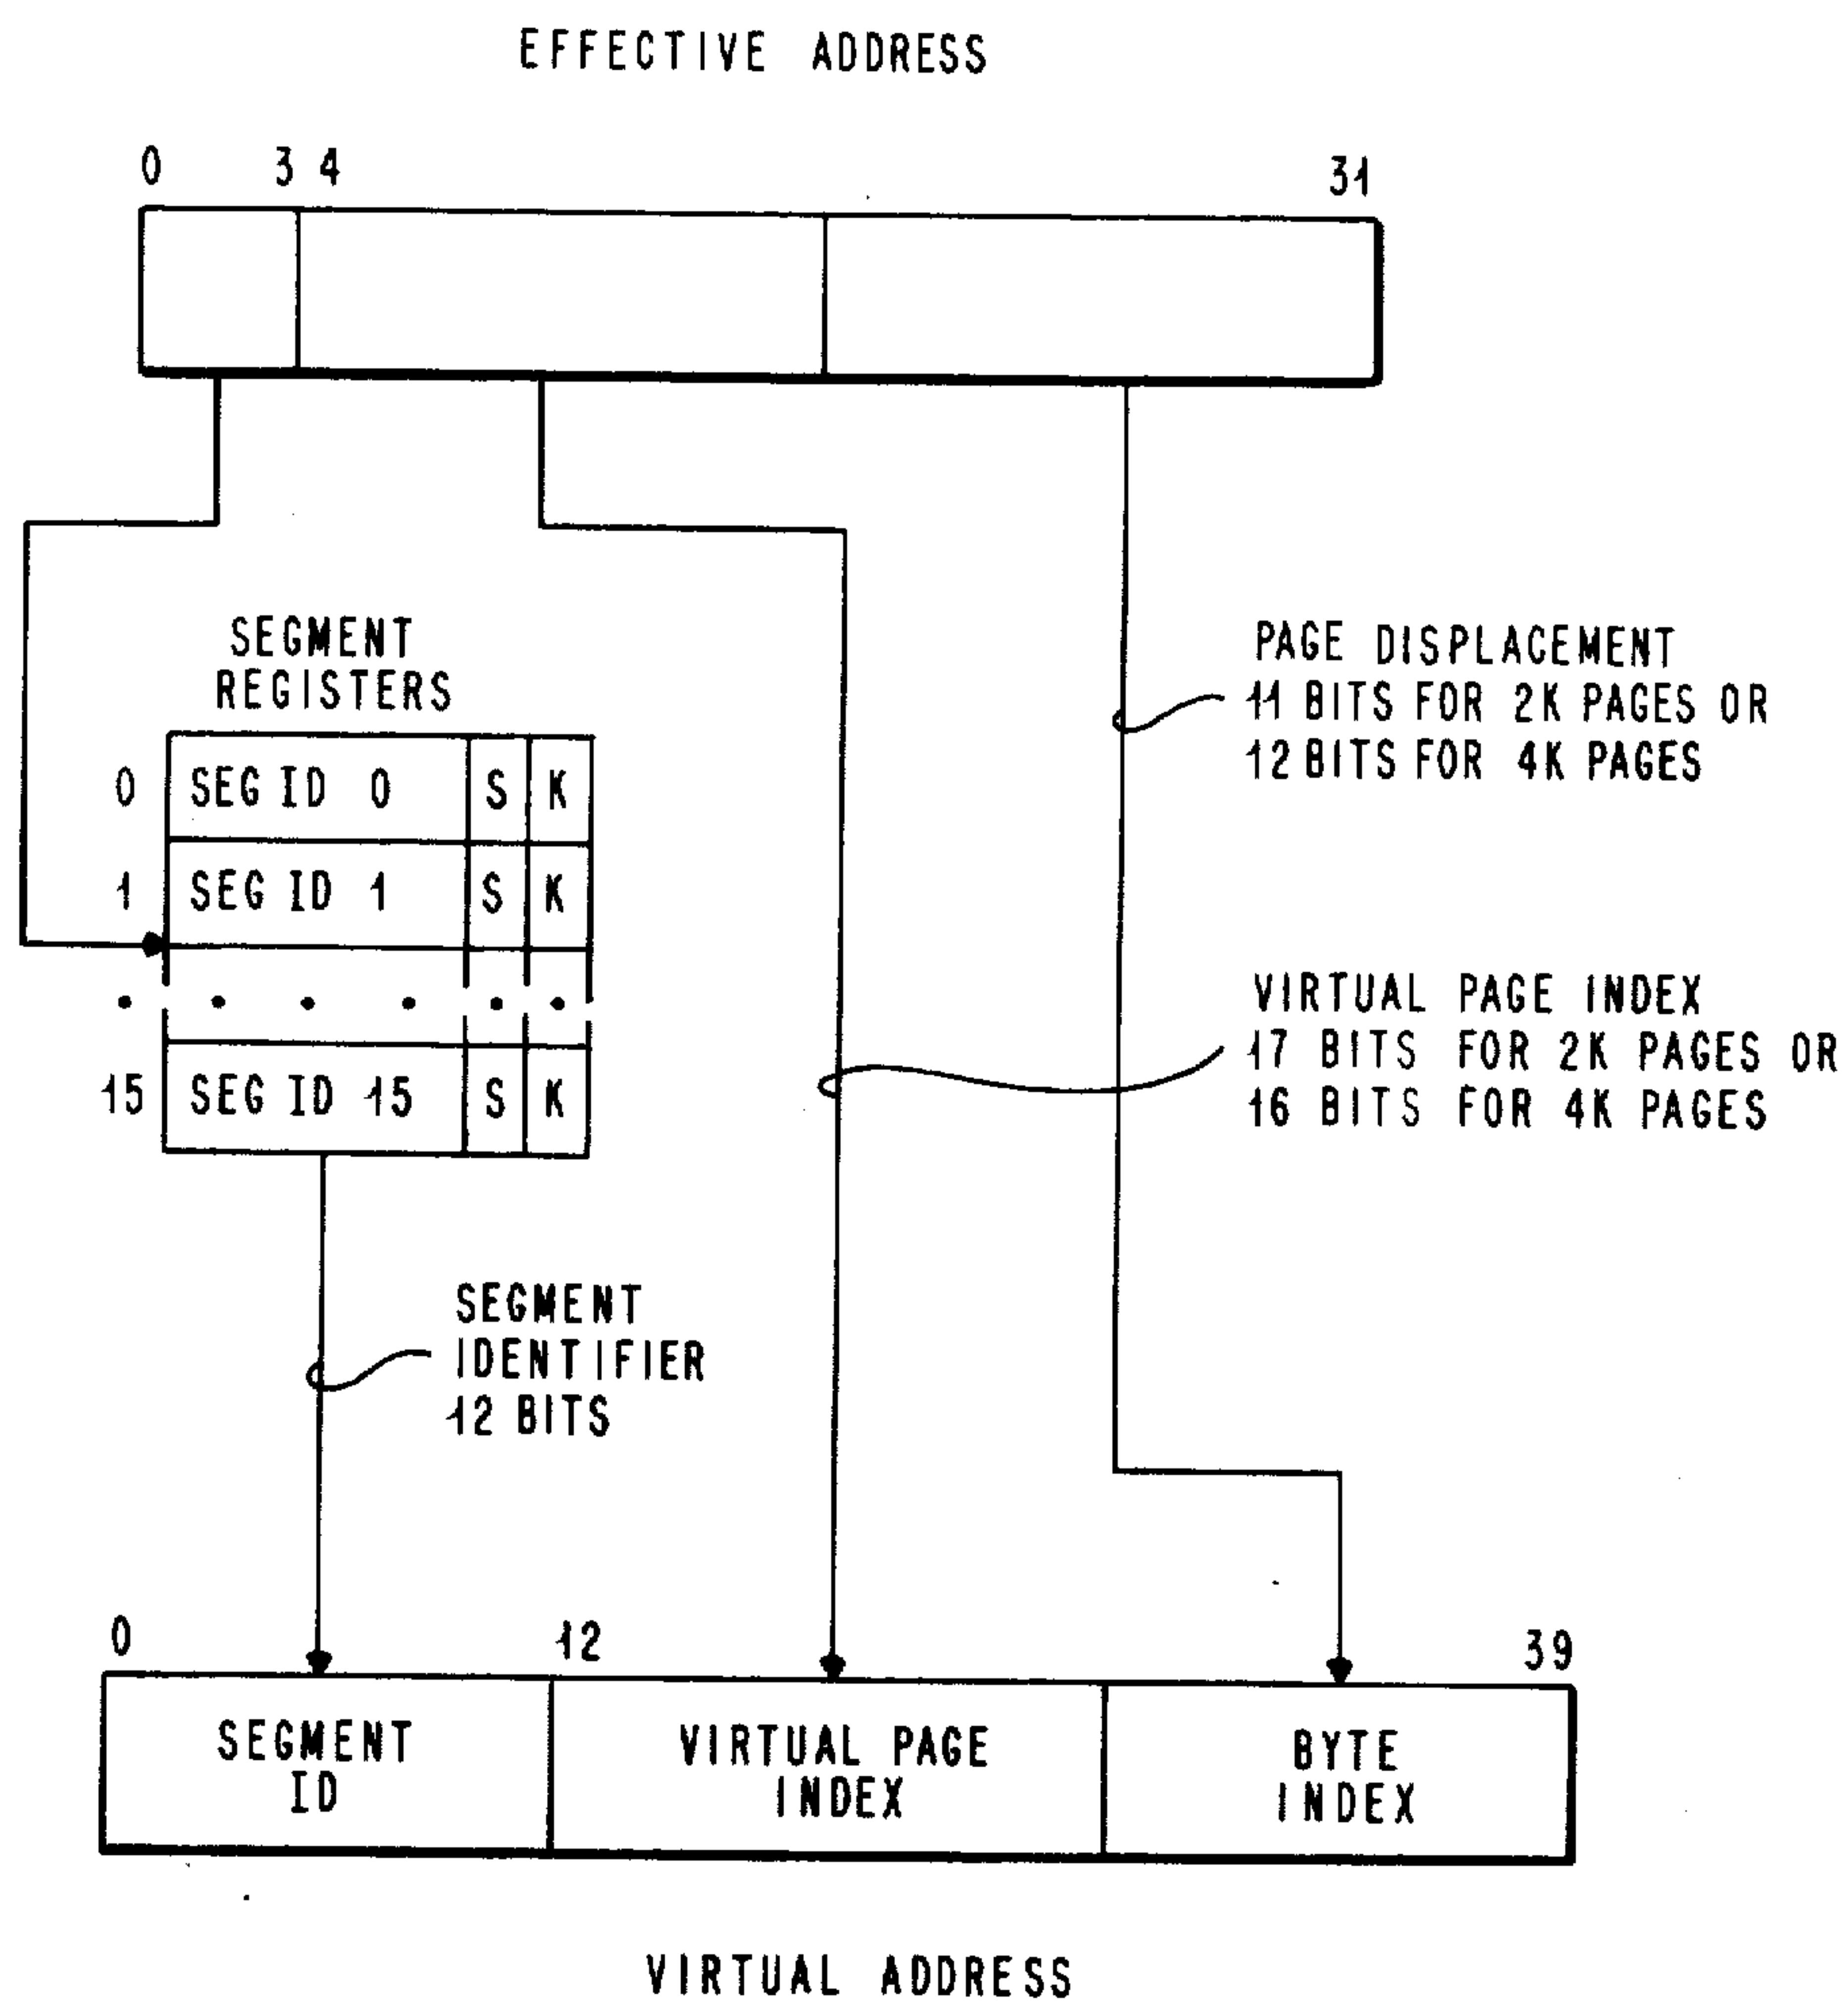 EFFECTIVE ADDRESS
0 3 4 31
SEGMENT
REGISTERS
0 SEG ID 0 S K
1 SEG ID 1 S K
. . . . . .
15 SEG ID 15 S K
PAGE DISPLACEMENT
11 BITS FOR 2K PAGES OR
12 BITS FOR 4K PAGES
VIRTUAL PAGE INDEX
17 BITS FOR 2K PAGES OR
16 BITS FOR 4K PAGES
SEGMENT
IDENTIFIER
12 BITS
0 12 39
SEGMENT
ID
VIRTUAL PAGE
INDEX
BYTE
INDEX
VIRTUAL ADDRESS